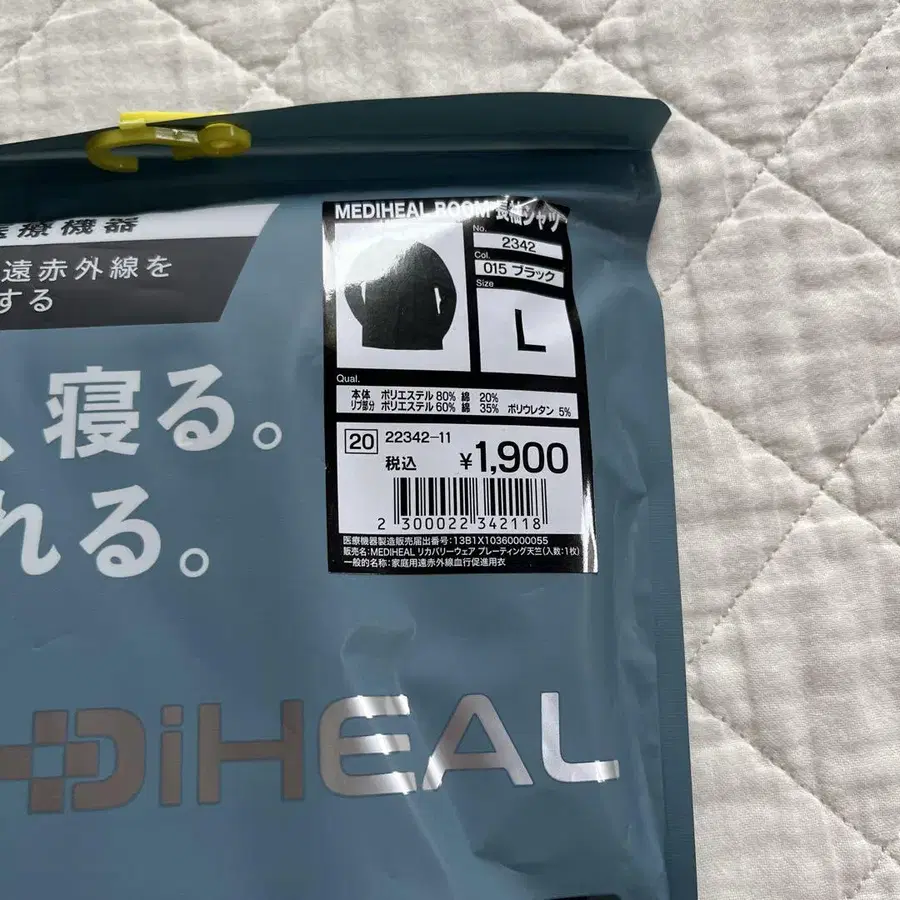 療機器
遠赤外線を
する
、寝る。
れる。
MEDIHEAL ROOM 長袖シャツ
No.
2342
Col.
015 ブラック
Size
L
Qual.
本体 ポリエステル 80% 綿 20%
リブ部分 ポリエステル 60% 綿 35% ポリウレタン 5%
20 22342-11
税込 ¥1,900
2 300022 342118
医療機器製造販売届出番号:13B1X10360000055
販売名:MEDIHEAL リカバリーウェア プレーティング天竺(入数:1枚)
一般的名称:家庭用遠赤外線血行促進用衣
DiHEAL